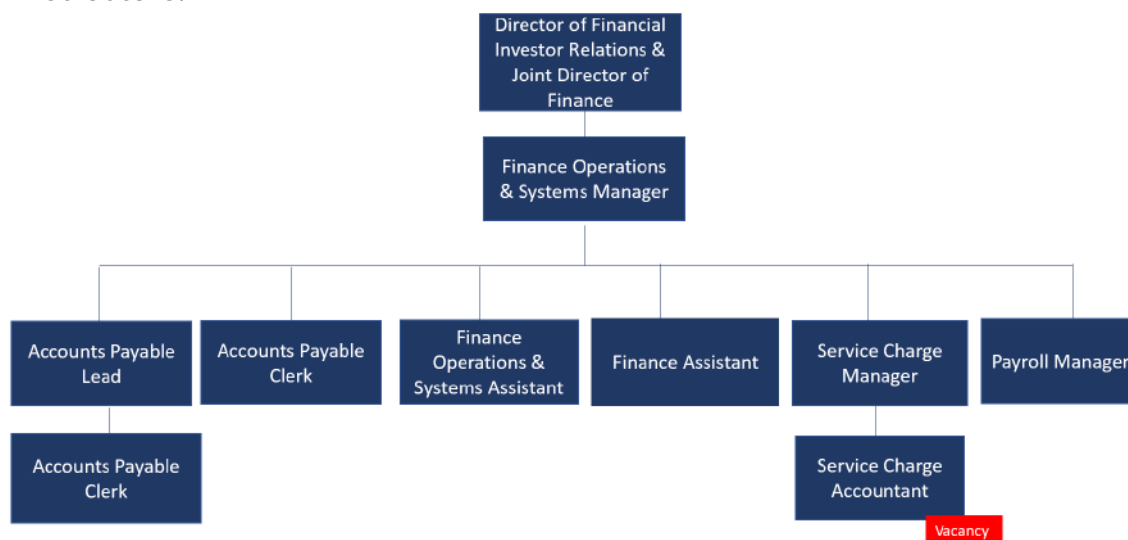 Director of Financial
Investor Relations &
Joint Director of
Finance
Finance Operations
& Systems Manager
Accounts Payable
Lead
Accounts Payable
Clerk
Finance
Operations &
Systems Assistant
Finance Assistant
Service Charge
Manager
Payroll Manager
Accounts Payable
Clerk
Service Charge
Accountant
Vacancy